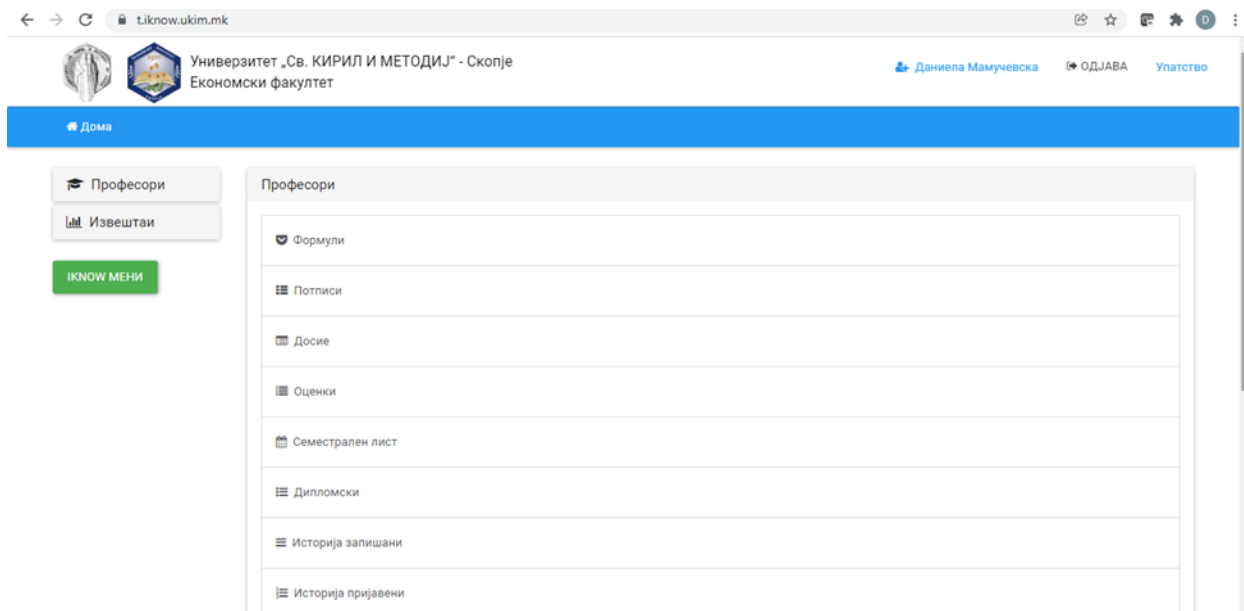 t.iknow.ukim.mk
D
Универзитет „Св. КИРИЛ И МЕТОДИЈ“ - Скопје
Економски факултет
Даниела Мамучевска
ОДЈАВА
Упатство
Дома
Професори
Извештаи
IKNOW МЕНИ
Професори
Формули
Потписи
Досие
Оценки
Семестрален лист
Дипломски
Историја запишани
Историја пријавени